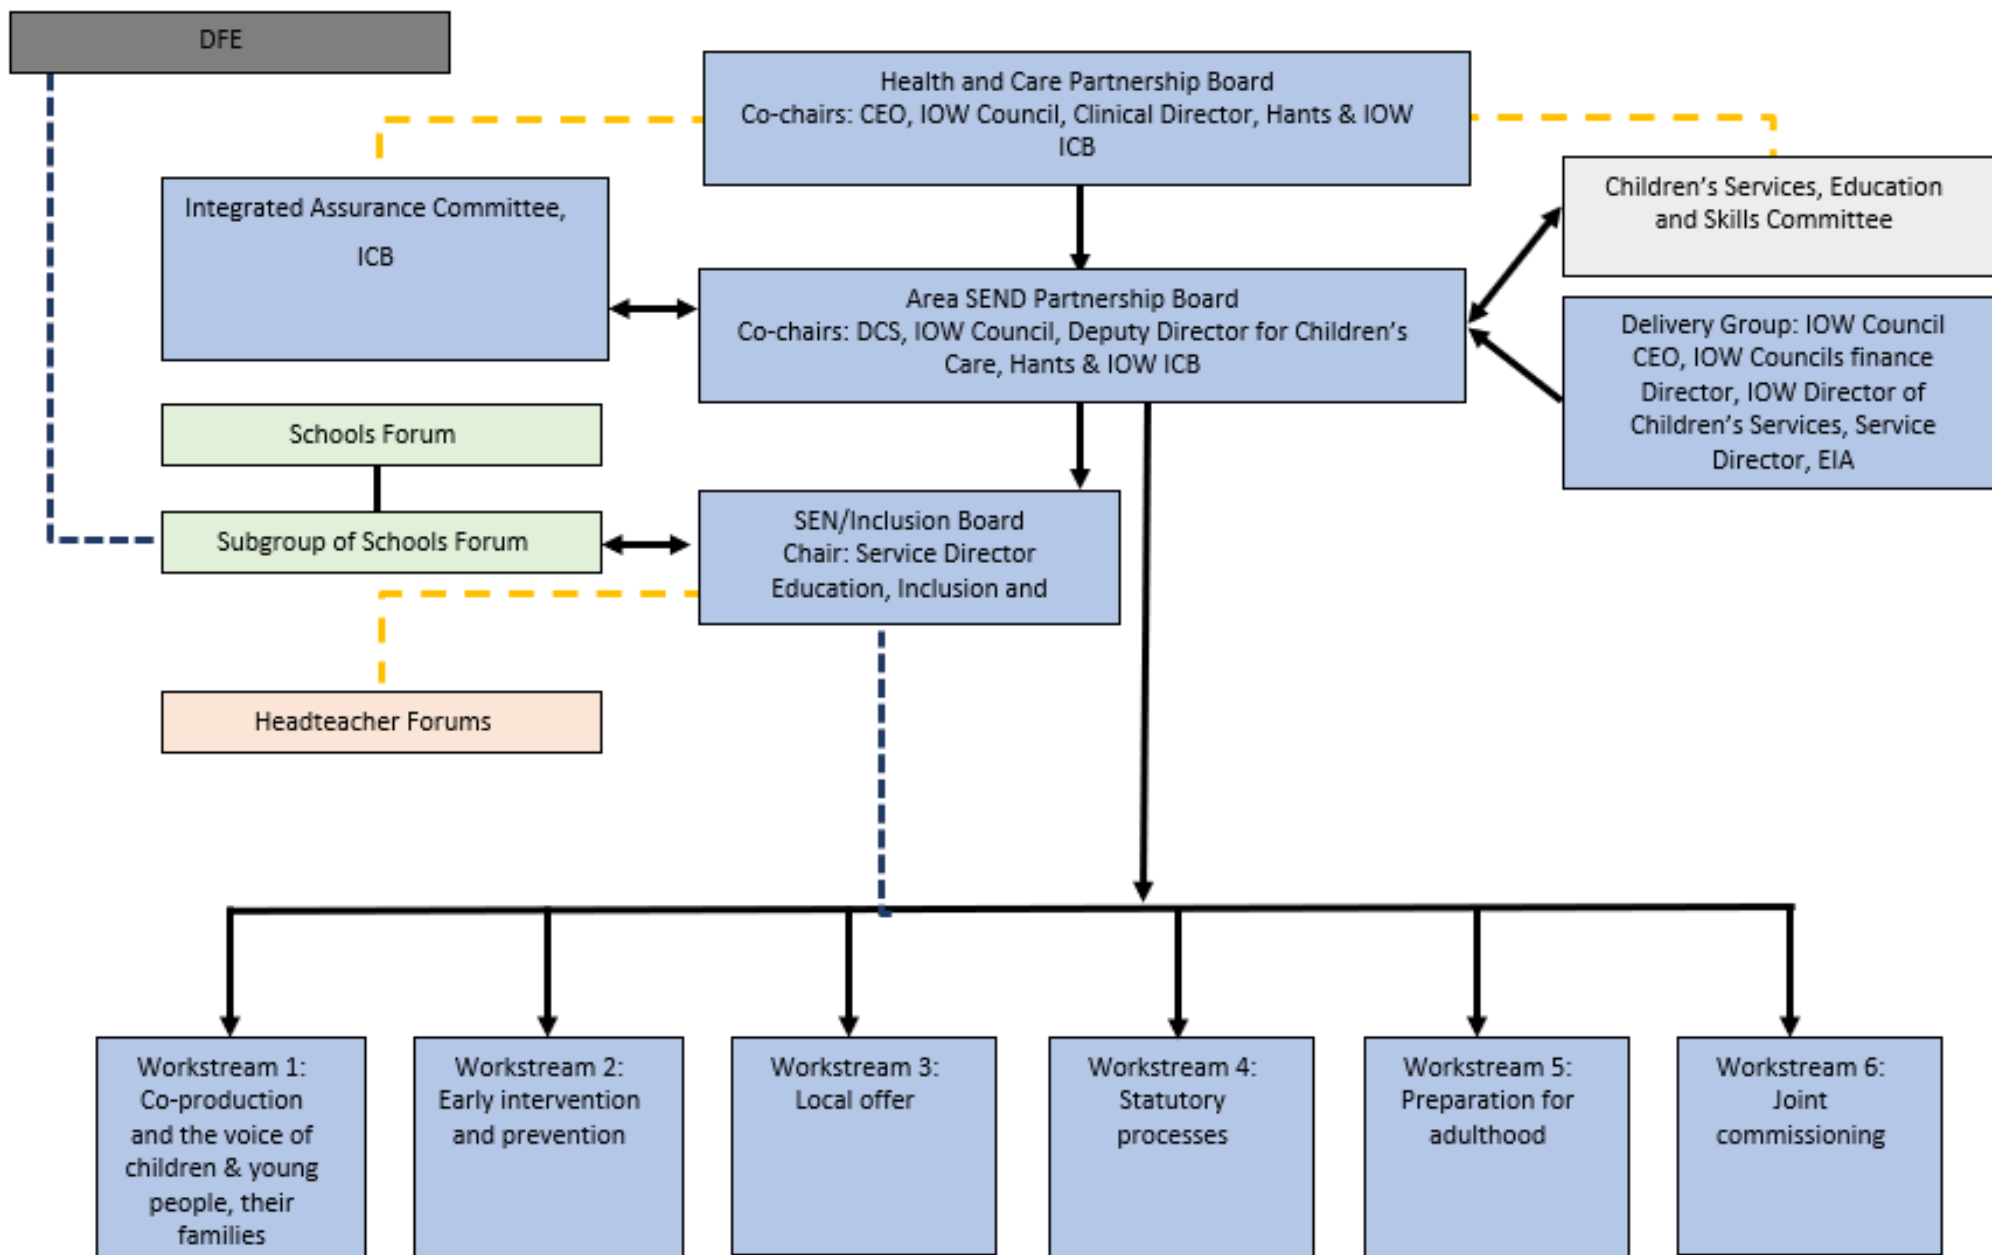 DFE
Health and Care Partnership Board
Co-chairs: CEO, IOW Council, Clinical Director, Hants & IOW
ICB
Integrated Assurance Committee,
ICB
Children's Services, Education
and Skills Committee
Area SEND Partnership Board
Co-chairs: DCS, IOW Council, Deputy Director for Children's
Care, Hants & IOW ICB
Delivery Group: IOW Council
CEO, IOW Councils finance
Director, IOW Director of
Children's Services, Service
Director, EIA
Schools Forum
Subgroup of Schools Forum
SEN/Inclusion Board
Chair: Service Director
Education, Inclusion and
Headteacher Forums
Workstream 1:
Co-production
and the voice of
children & young
people, their
families
Workstream 2:
Early intervention
and prevention
Workstream 3:
Local offer
Workstream 4:
Statutory
processes
Workstream 5:
Preparation for
adulthood
Workstream 6:
Joint
commissioning